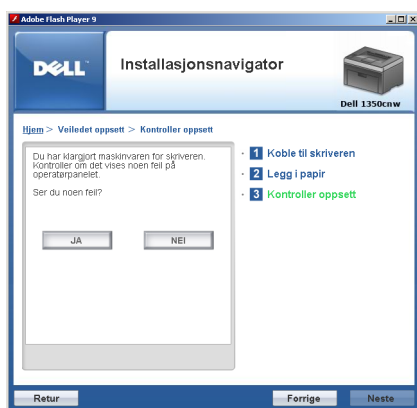 Adobe Flash Player 9
DELL™
Installasjonsnavigator
Dell 1350cnw
Hjem > Veiledet oppsett > Kontroller oppsett
Du har klargjort maskinvaren for skriveren.
Kontroller om det vises noen feil på
operatørpanelet.
Ser du noen feil?
JA
NEI
1 Koble til skriveren
2 Legg i papir
3 Kontroller oppsett
Retur
Forrige
Neste